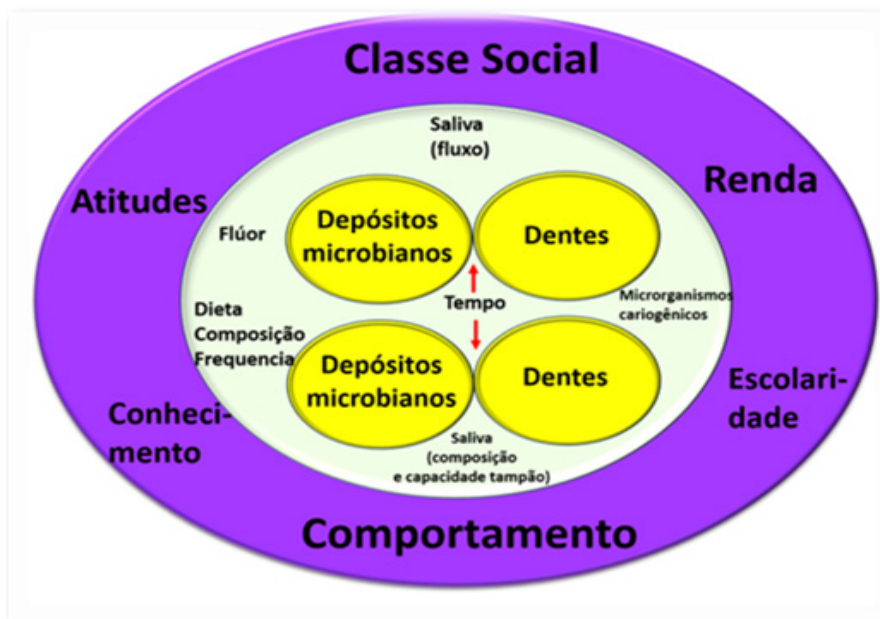 Classe Social
Saliva
(fluxo)
Atitudes
Renda
Flúor
Depósitos
microbianos
Dentes
Tempo
Microrganismos
cariogênicos
Dieta
Composição
Frequencia
Depósitos
microbianos
Dentes
Escolari-
dade
Conheci-
mento
Saliva
(composição
e capacidade tampão)
Comportamento